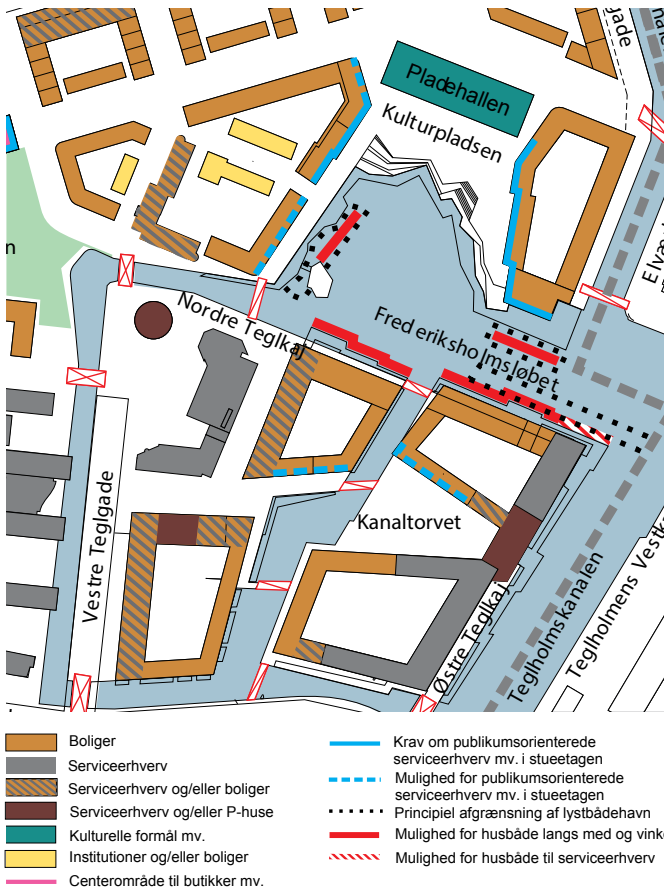 Pladehallen
Kulturpladsen
gade
Nordre Teglkaj
Frederiksholmsløbet
n
Vestre Teglgade
Kanaltorvet
Østre Teglkaj
Teglholmskanalen
Teglholmens Vestk
Boliger
Serviceerhverv
Serviceerhverv og/eller boliger
Serviceerhverv og/eller P-huse
Kulturelle formål mv.
Institutioner og/eller boliger
Centerområde til butikker mv.
Krav om publikumsorienterede
serviceerhverv mv. i stueetagen
Mulighed for publikumsorienterede
serviceerhverv mv. i stueetagen
Principiel afgrænsning af lystbådehavn
Mulighed for husbåde langs med og vinke
Mulighed for husbåde til serviceerhverv